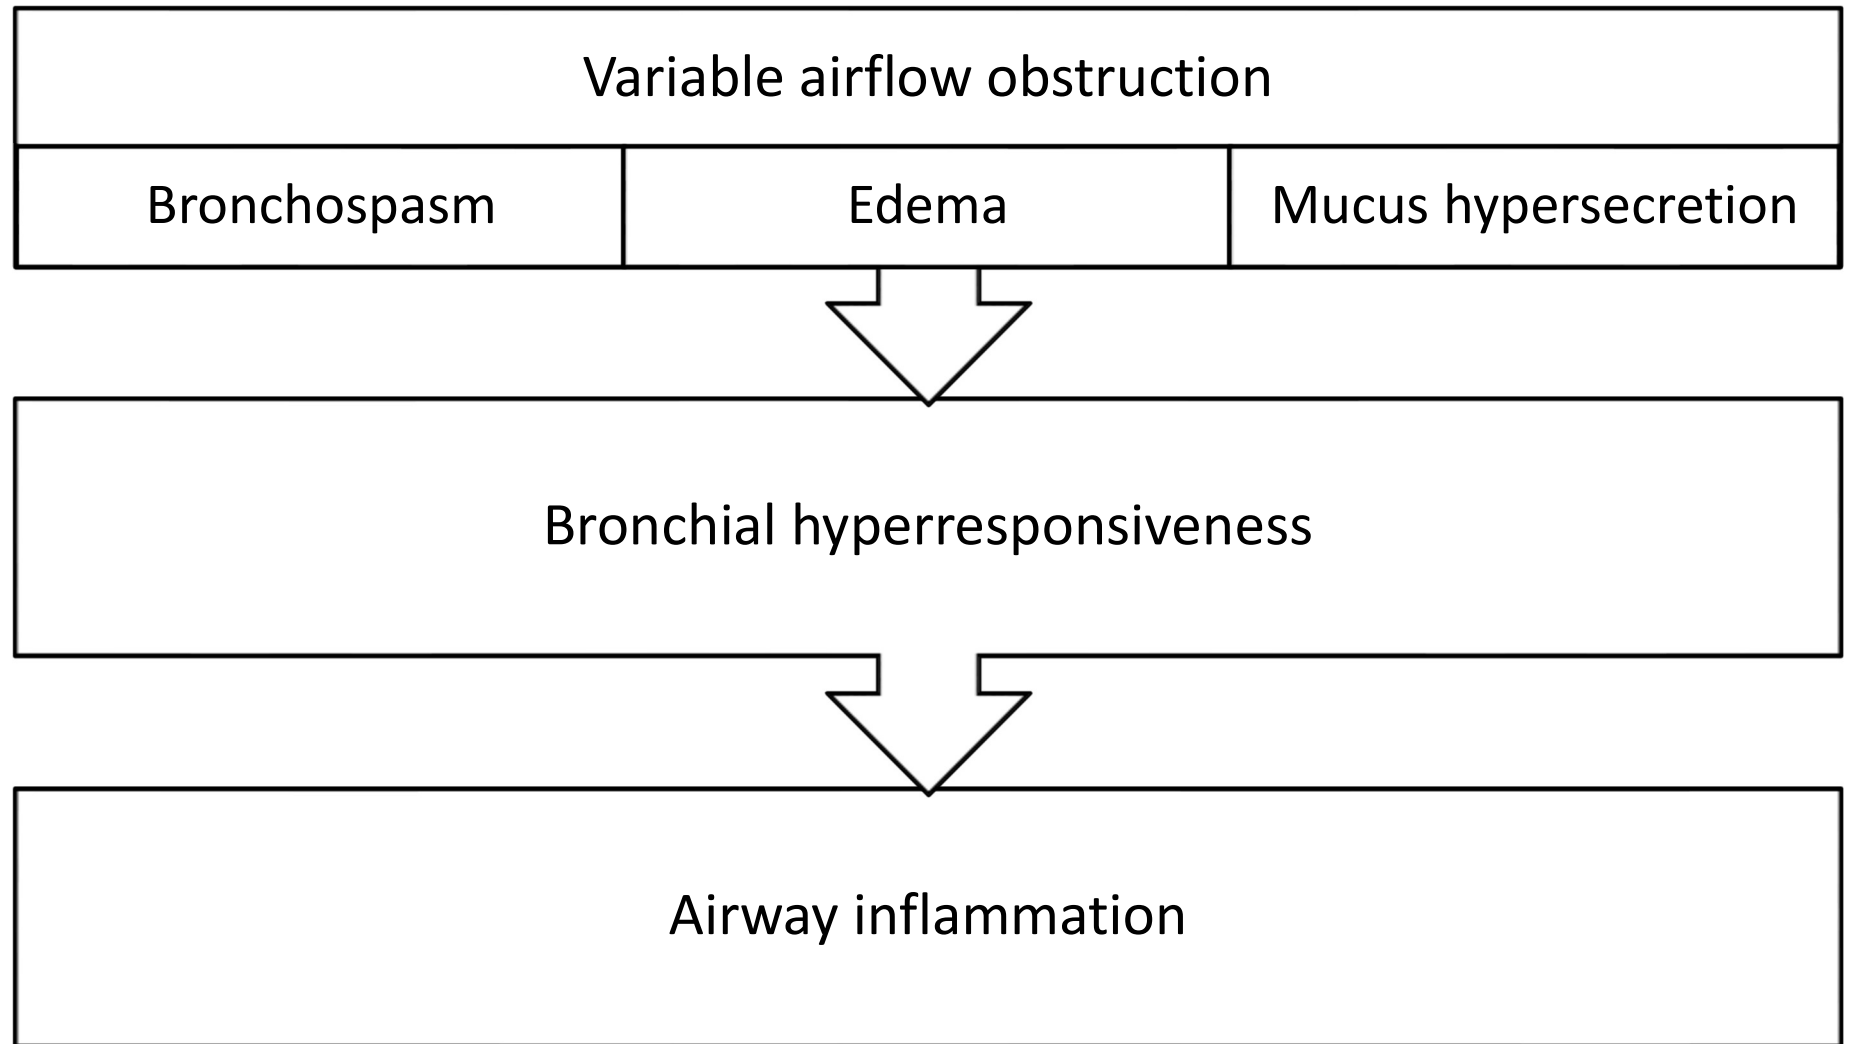 Variable airflow obstruction
Bronchospasm
Edema
Mucus hypersecretion
Bronchial hyperresponsiveness
Airway inflammation